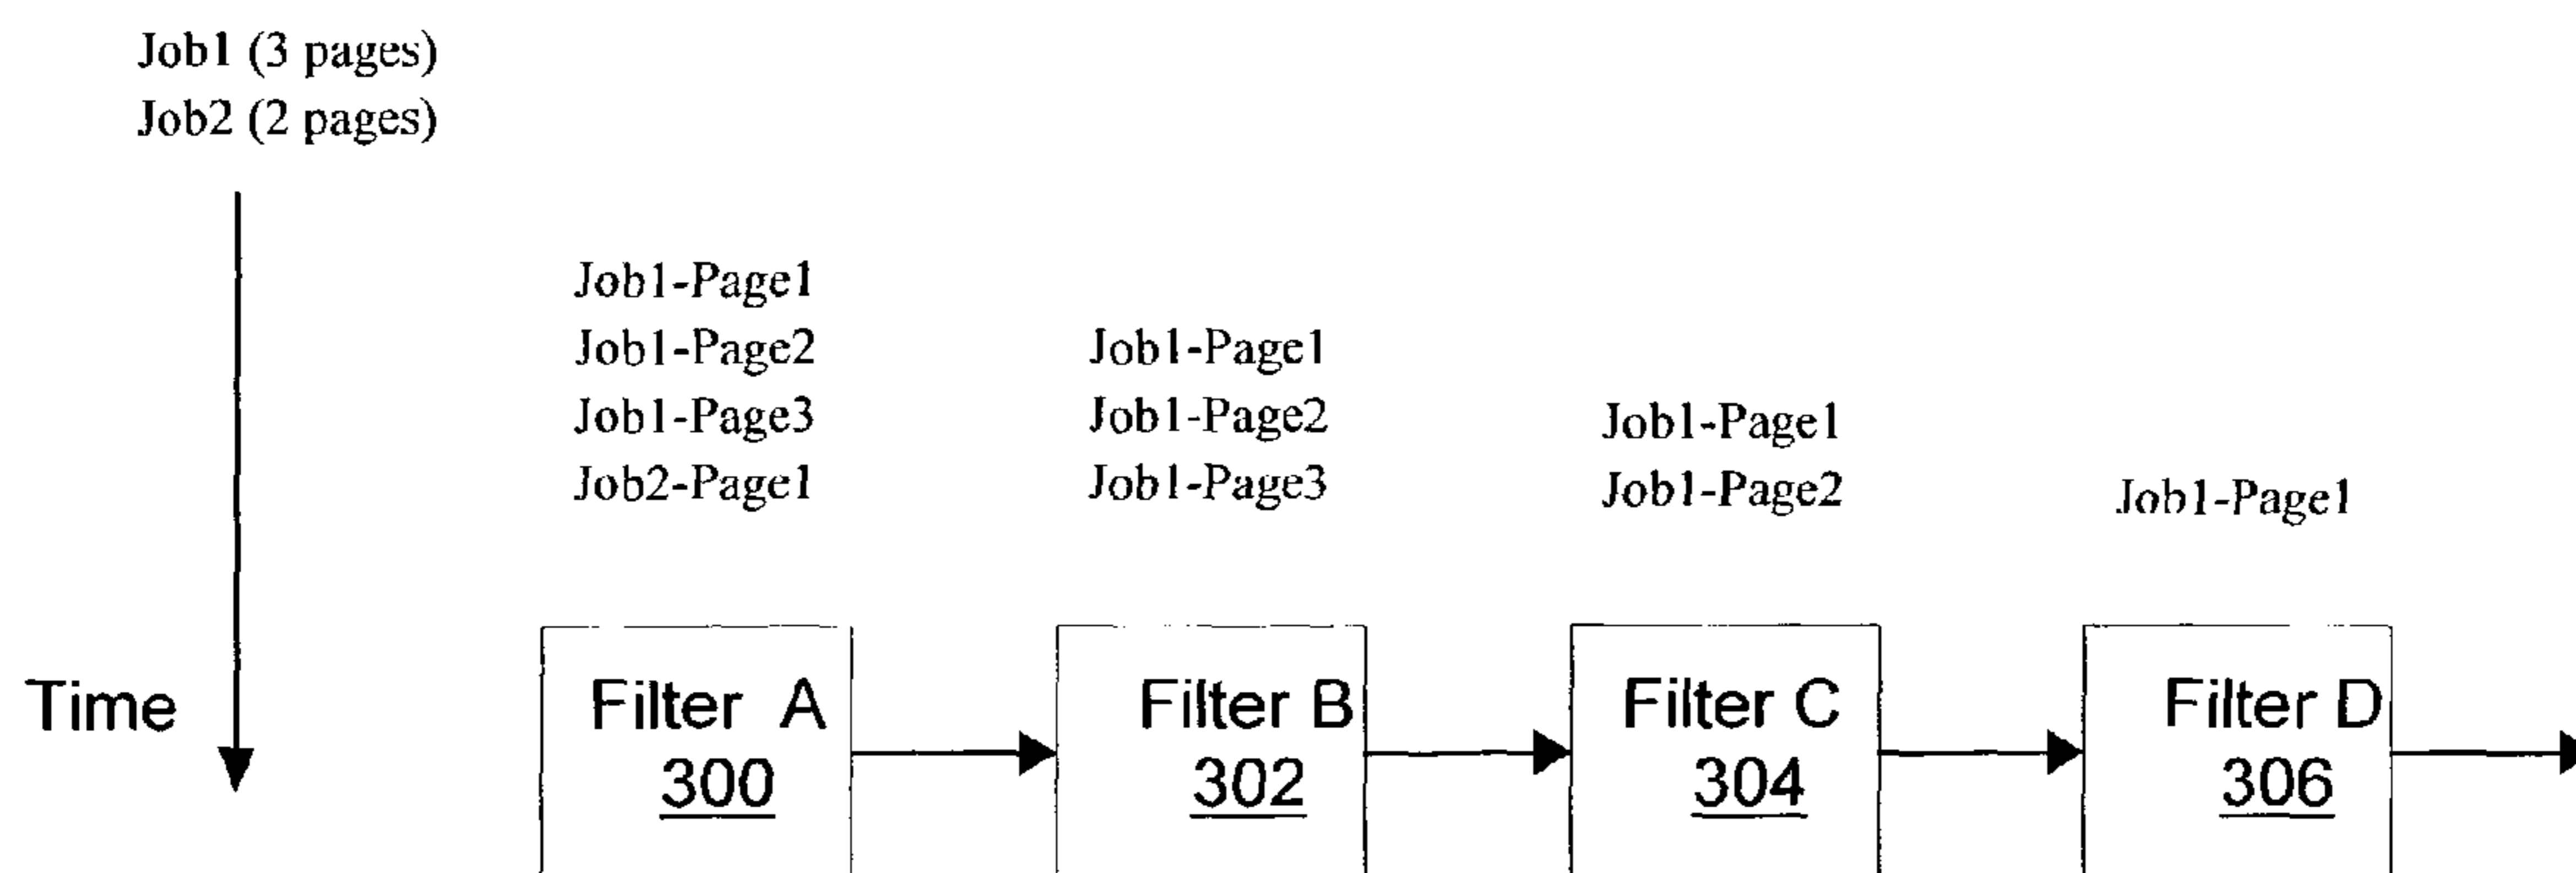 Job1 (3 pages)
Job2 (2 pages)
Job1-Page1
Job1-Page2
Job1-Page3
Job2-Page1
Job1-Page1
Job1-Page2
Job1-Page3
Job1-Page1
Job1-Page2
Job1-Page1
Time
Filter A
300
Filter B
302
Filter C
304
Filter D
306